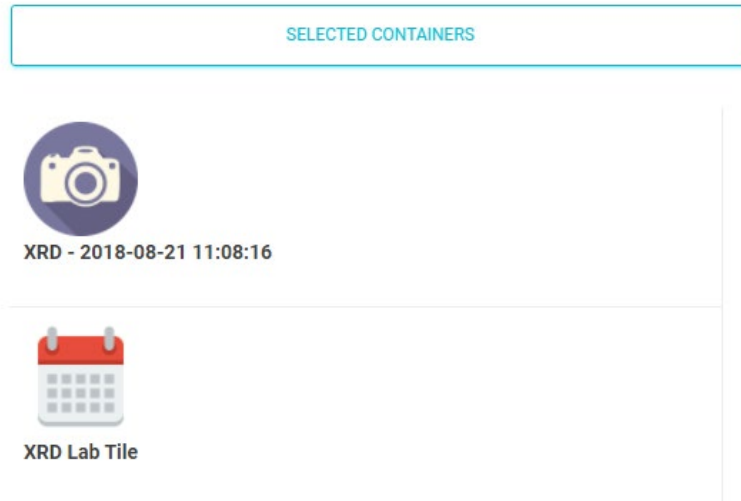 SELECTED CONTAINERS
XRD - 2018-08-21 11:08:16
XRD Lab Tile